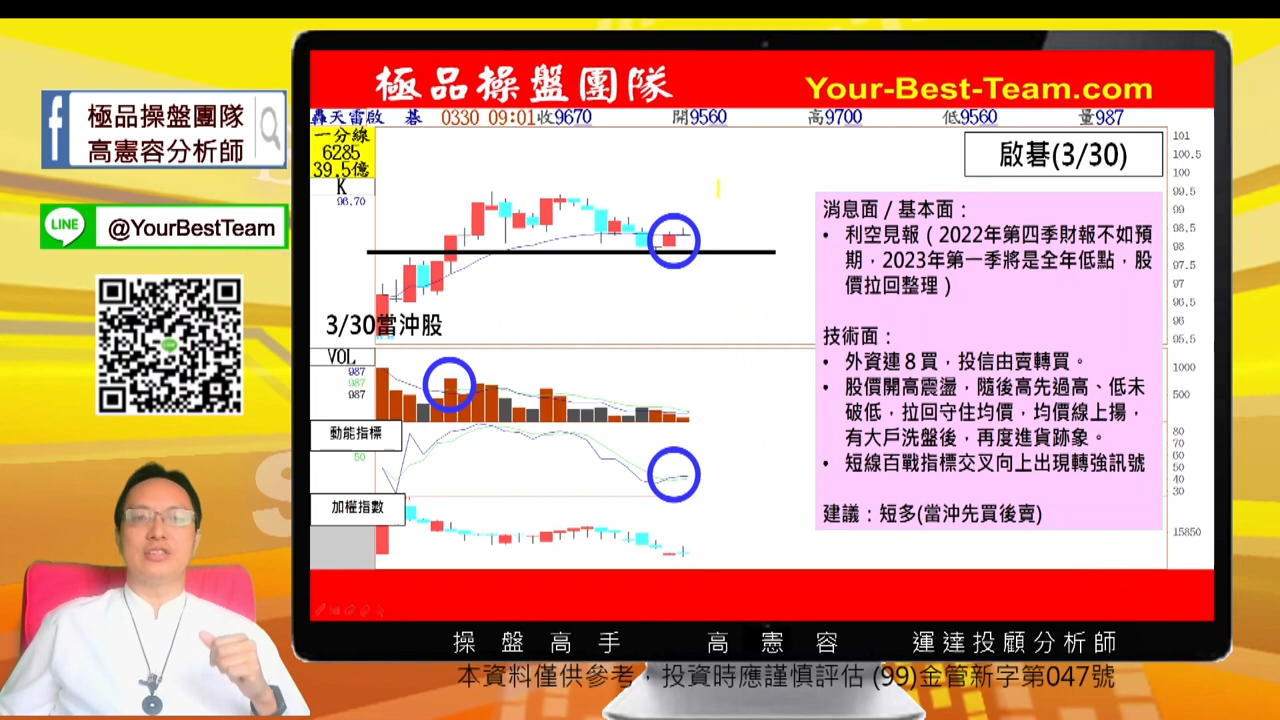 極品操盤團隊
高憲容分析師
LINE
@YourBestTeam
極品操盤團隊
Your-Best-Team.com
轟天雷啟 碁 0330 09:01收9670 開9560 高9700 低9560 量987
一分線
6285
39.5億
K
96.70
啟碁(3/30)
101
100.5
100
99.5
99
98.5
98
97.5
97
96.5
96
95.5
3/30當沖股
消息面/基本面：
• 利空見報（2022年第四季財報不如預
期，2023年第一季將是全年低點，股
價拉回整理）
技術面：
• 外資連８買，投信由賣轉買。
• 股價開高震盪，隨後高先過高、低未
破低，拉回守住均價，均價線上揚，
有大戶洗盤後，再度進貨跡象。
• 短線百戰指標交叉向上出現轉強訊號
建議：短多(當沖先買後賣)
VOL
987
987
987
1000
500
動能指標
50
80
70
60
50
40
30
加權指數
15850
操盤高手 高憲容 運達投顧分析師
本資料僅供參考，投資時應謹慎評估 (99)金管新字第047號